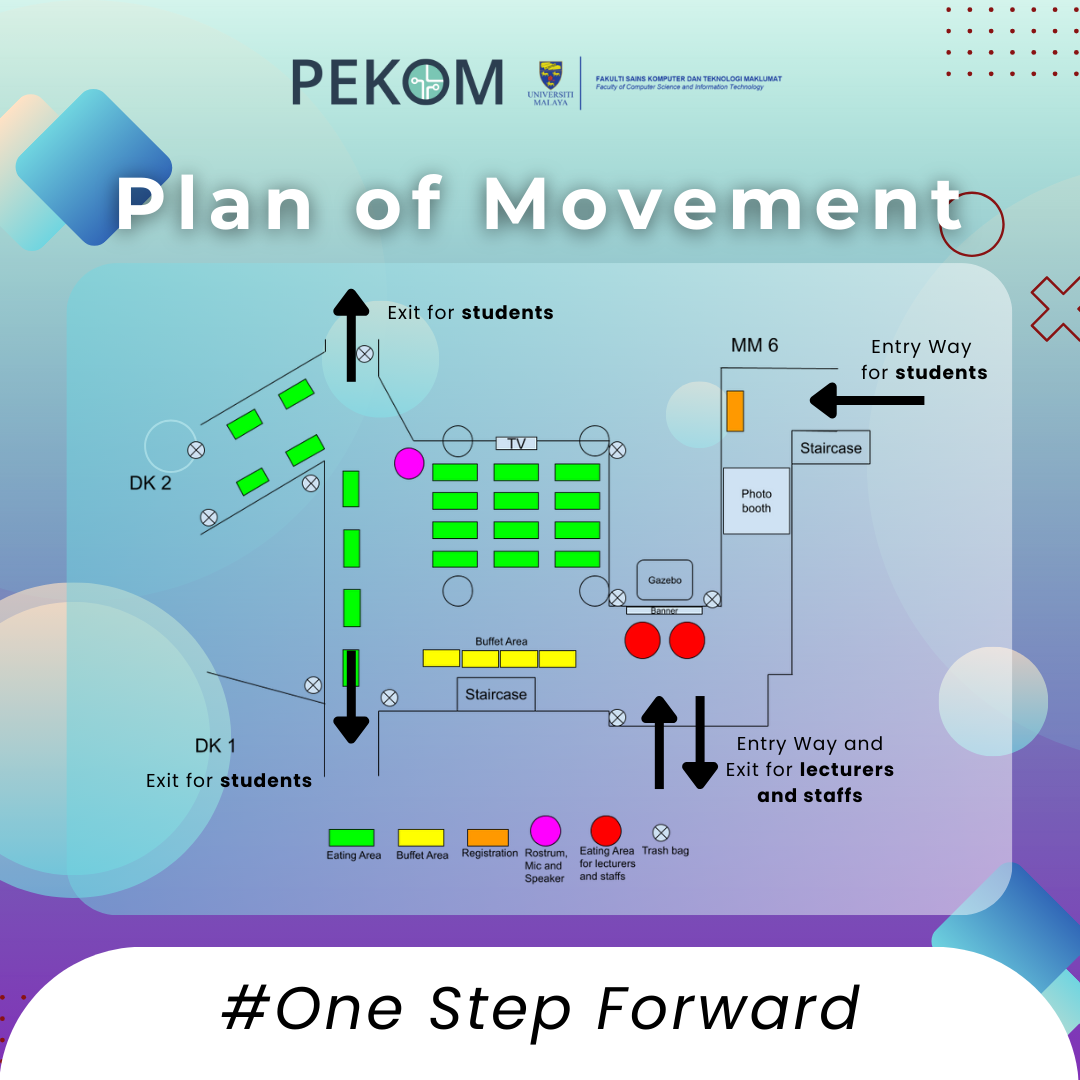 PEKOM
UNIVERSITI
MALAYA
FAKULTI SAINS KOMPUTER DAN TEKNOLOGI MAKLUMAT
Faculty of Computer Science and Information Technology
Plan of Movement
Exit for students
MM 6
Entry Way
for students
TV
Staircase
DK 2
Photo
booth
Gazebo
Banner
Buffet Area
Staircase
DK 1
Exit for students
Entry Way and
Exit for lecturers
and staffs
Eating Area
Buffet Area
Registration
Rostrum,
Mic and
Speaker
Eating Area
for lecturers
and staffs
Trash bag
#One Step Forward